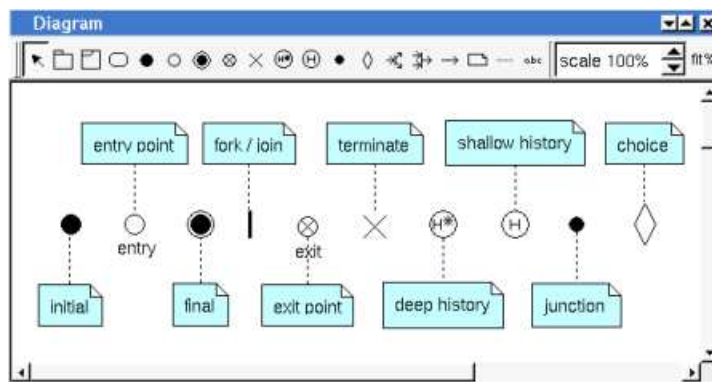 Diagram
H* H abc scale 100% fit%
entry point fork / join terminate shallow history choice
H* H
entry exit
initial final exit point deep history junction